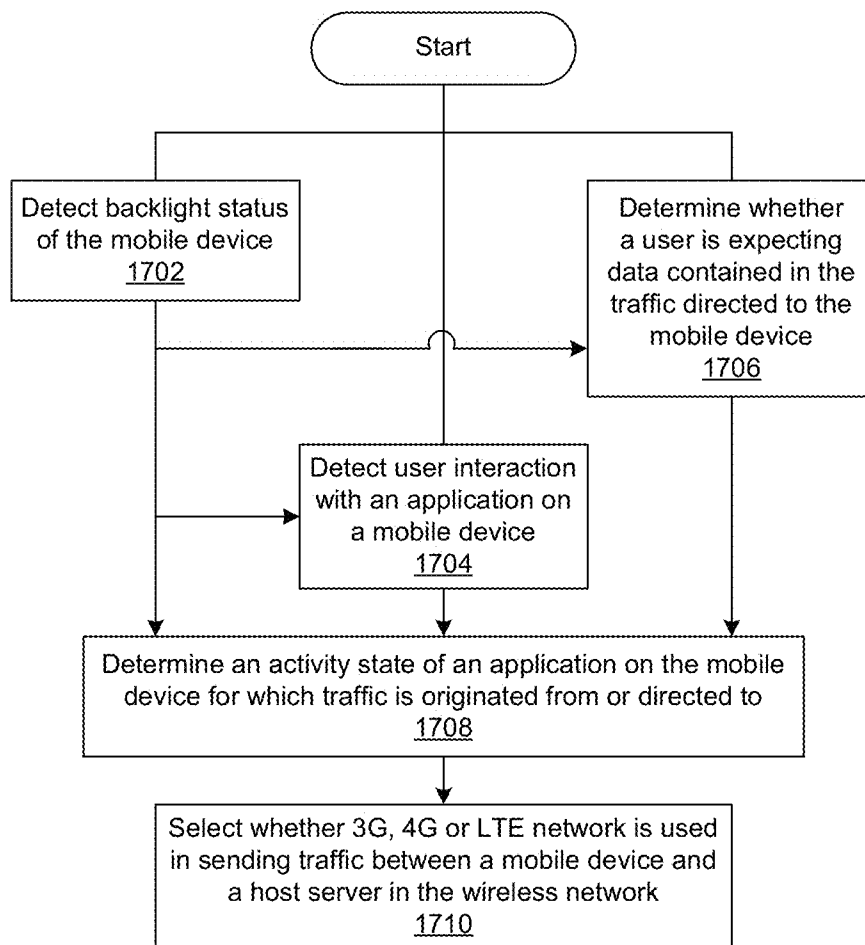 Start
Detect backlight status
of the mobile device
1702
Determine whether
a user is expecting
data contained in the
traffic directed to the
mobile device
1706
Detect user interaction
with an application on
a mobile device
1704
Determine an activity state of an application on the mobile
device for which traffic is originated from or directed to
1708
Select whether 3G, 4G or LTE network is used
in sending traffic between a mobile device and
a host server in the wireless network
1710